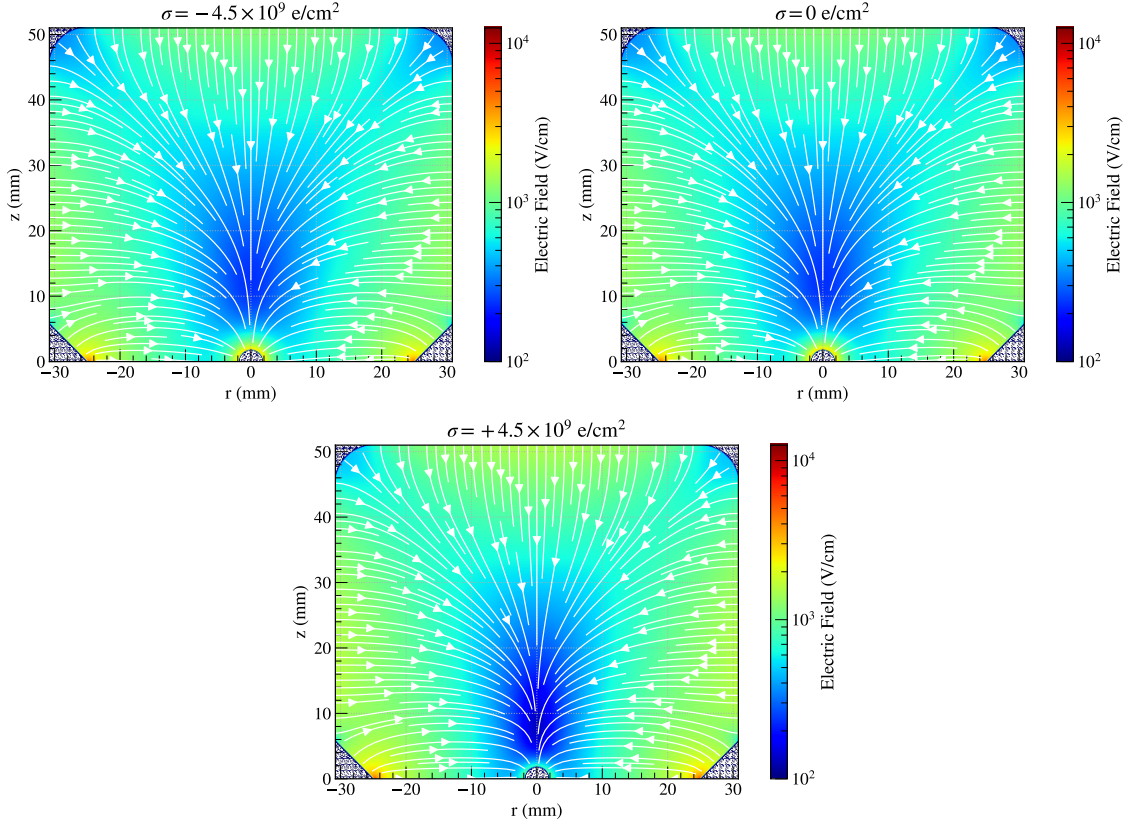 σ = −4.5 × 10⁹ e/cm²
z (mm)
50
40
30
20
10
0
−30 −20 −10 0 10 20 30
r (mm)
10⁴
10³
10²
Electric Field (V/cm)
σ = 0 e/cm²
z (mm)
50
40
30
20
10
0
−30 −20 −10 0 10 20 30
r (mm)
10⁴
10³
10²
Electric Field (V/cm)
σ = +4.5 × 10⁹ e/cm²
z (mm)
50
40
30
20
10
0
−30 −20 −10 0 10 20 30
r (mm)
10⁴
10³
10²
Electric Field (V/cm)